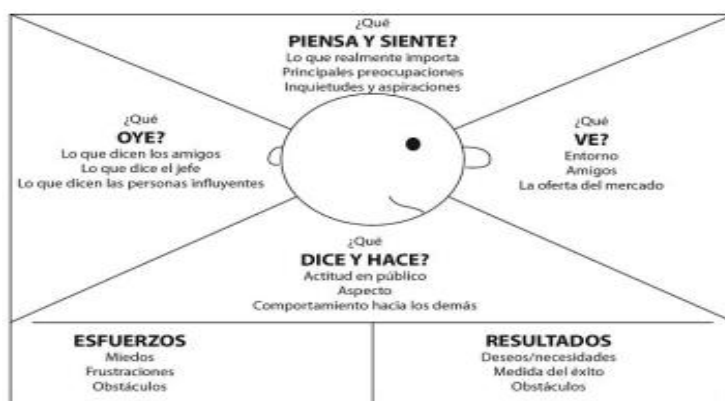 ¿Qué
PIENSA Y SIENTE?
Lo que realmente importa
Principales preocupaciones
Inquietudes y aspiraciones
¿Qué
OYE?
Lo que dicen los amigos
Lo que dice el jefe
Lo que dicen las personas influyentes
¿Qué
VE?
Entorno
Amigos
La oferta del mercado
¿Qué
DICE Y HACE?
Actitud en público
Aspecto
Comportamiento hacia los demás
ESFUERZOS
Miedos
Frustraciones
Obstáculos
RESULTADOS
Deseos/necesidades
Medida del éxito
Obstáculos